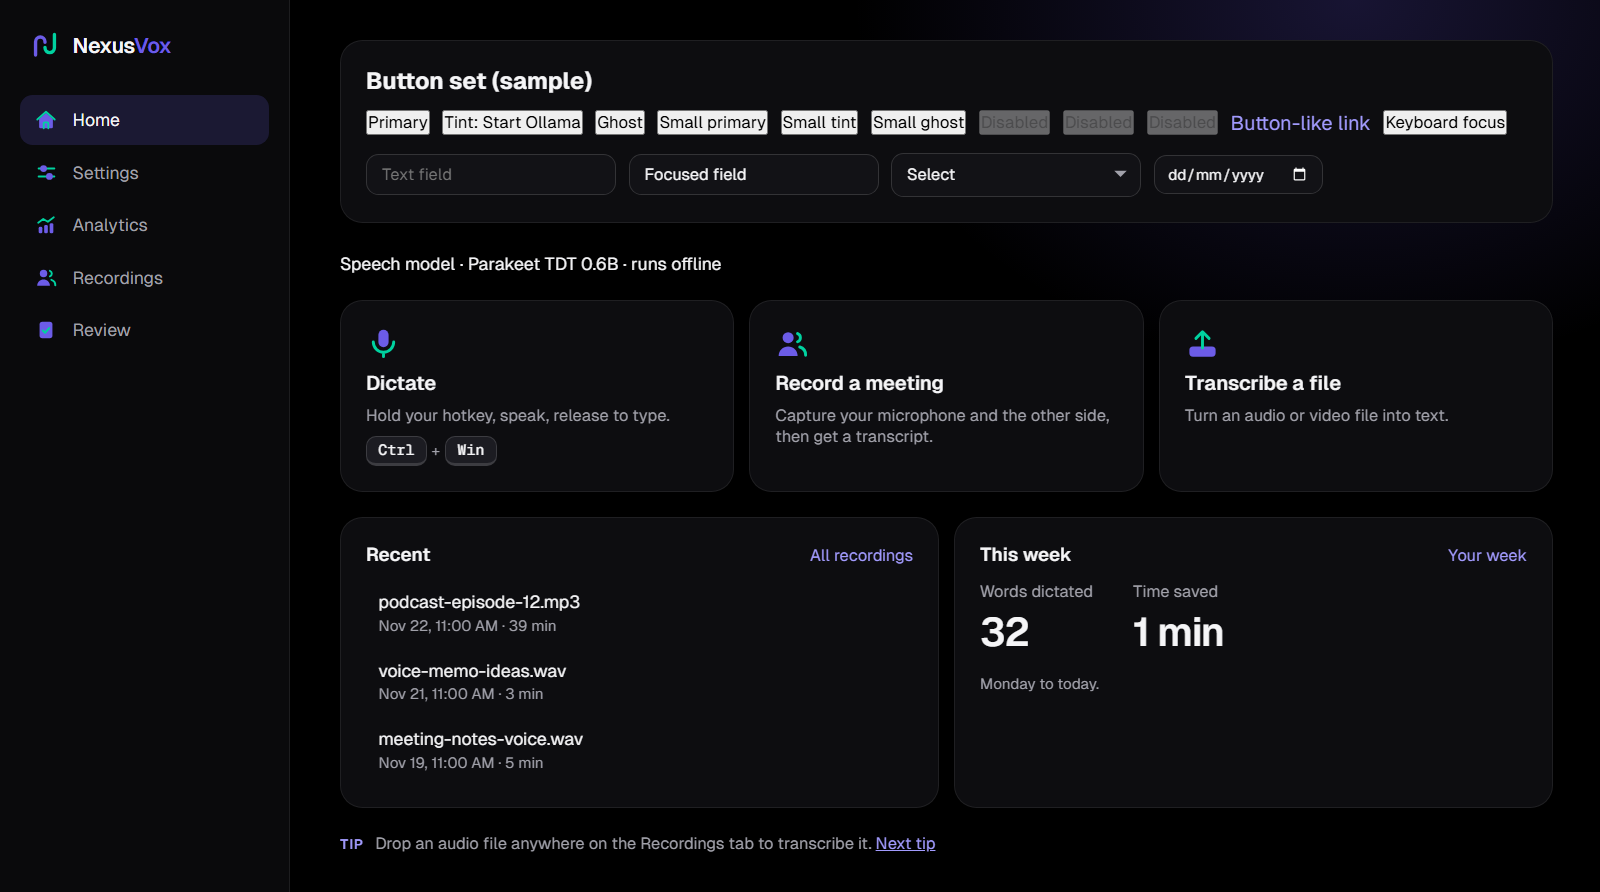 NexusVox
Home
Settings
Analytics
Recordings
Review
Button set (sample)
Primary Tint: Start Ollama Ghost Small primary Small tint Small ghost Disabled Disabled Disabled Button-like link Keyboard focus
Text field Focused field Select dd/mm/yyyy
Speech model · Parakeet TDT 0.6B · runs offline
Dictate
Hold your hotkey, speak, release to type.
Ctrl + Win
Record a meeting
Capture your microphone and the other side,
then get a transcript.
Transcribe a file
Turn an audio or video file into text.
Recent All recordings
podcast-episode-12.mp3
Nov 22, 11:00 AM · 39 min
voice-memo-ideas.wav
Nov 21, 11:00 AM · 3 min
meeting-notes-voice.wav
Nov 19, 11:00 AM · 5 min
This week Your week
Words dictated Time saved
32 1 min
Monday to today.
TIP Drop an audio file anywhere on the Recordings tab to transcribe it. Next tip